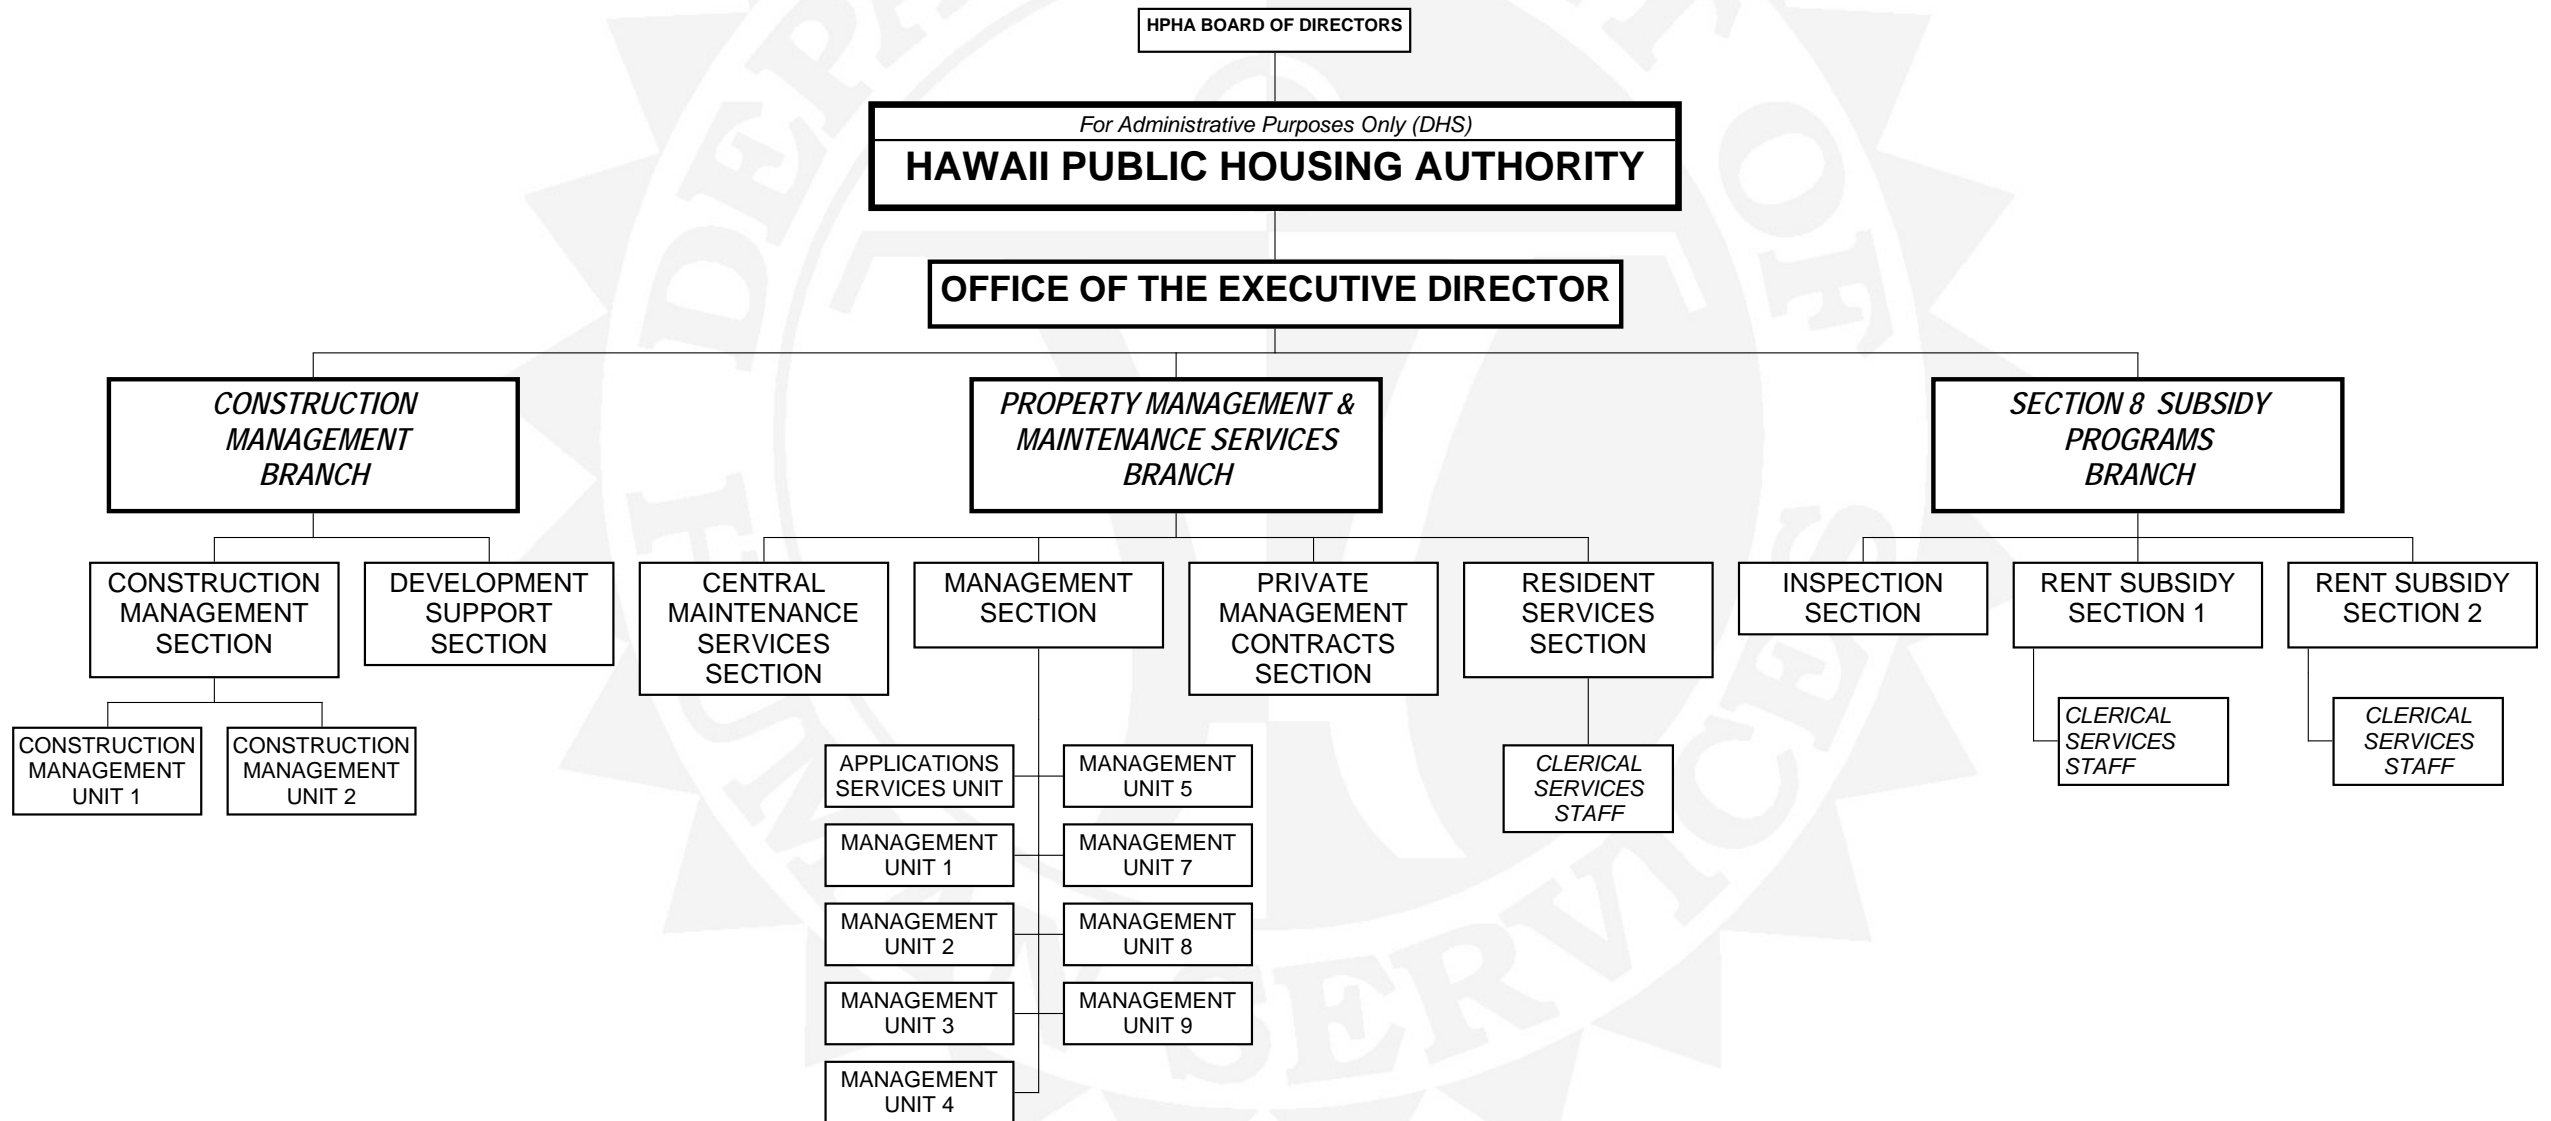 HPHA BOARD OF DIRECTORS
For Administrative Purposes Only (DHS)
HAWAII PUBLIC HOUSING AUTHORITY
OFFICE OF THE EXECUTIVE DIRECTOR
CONSTRUCTION
MANAGEMENT
BRANCH
PROPERTY MANAGEMENT &
MAINTENANCE SERVICES
BRANCH
SECTION 8 SUBSIDY
PROGRAMS
BRANCH
CONSTRUCTION
MANAGEMENT
SECTION
DEVELOPMENT
SUPPORT
SECTION
CENTRAL
MAINTENANCE
SERVICES
SECTION
MANAGEMENT
SECTION
PRIVATE
MANAGEMENT
CONTRACTS
SECTION
RESIDENT
SERVICES
SECTION
INSPECTION
SECTION
RENT SUBSIDY
SECTION 1
RENT SUBSIDY
SECTION 2
CONSTRUCTION
MANAGEMENT
UNIT 1
CONSTRUCTION
MANAGEMENT
UNIT 2
APPLICATIONS
SERVICES UNIT
MANAGEMENT
UNIT 5
MANAGEMENT
UNIT 1
MANAGEMENT
UNIT 7
MANAGEMENT
UNIT 2
MANAGEMENT
UNIT 8
MANAGEMENT
UNIT 3
MANAGEMENT
UNIT 9
MANAGEMENT
UNIT 4
CLERICAL
SERVICES
STAFF
CLERICAL
SERVICES
STAFF
CLERICAL
SERVICES
STAFF